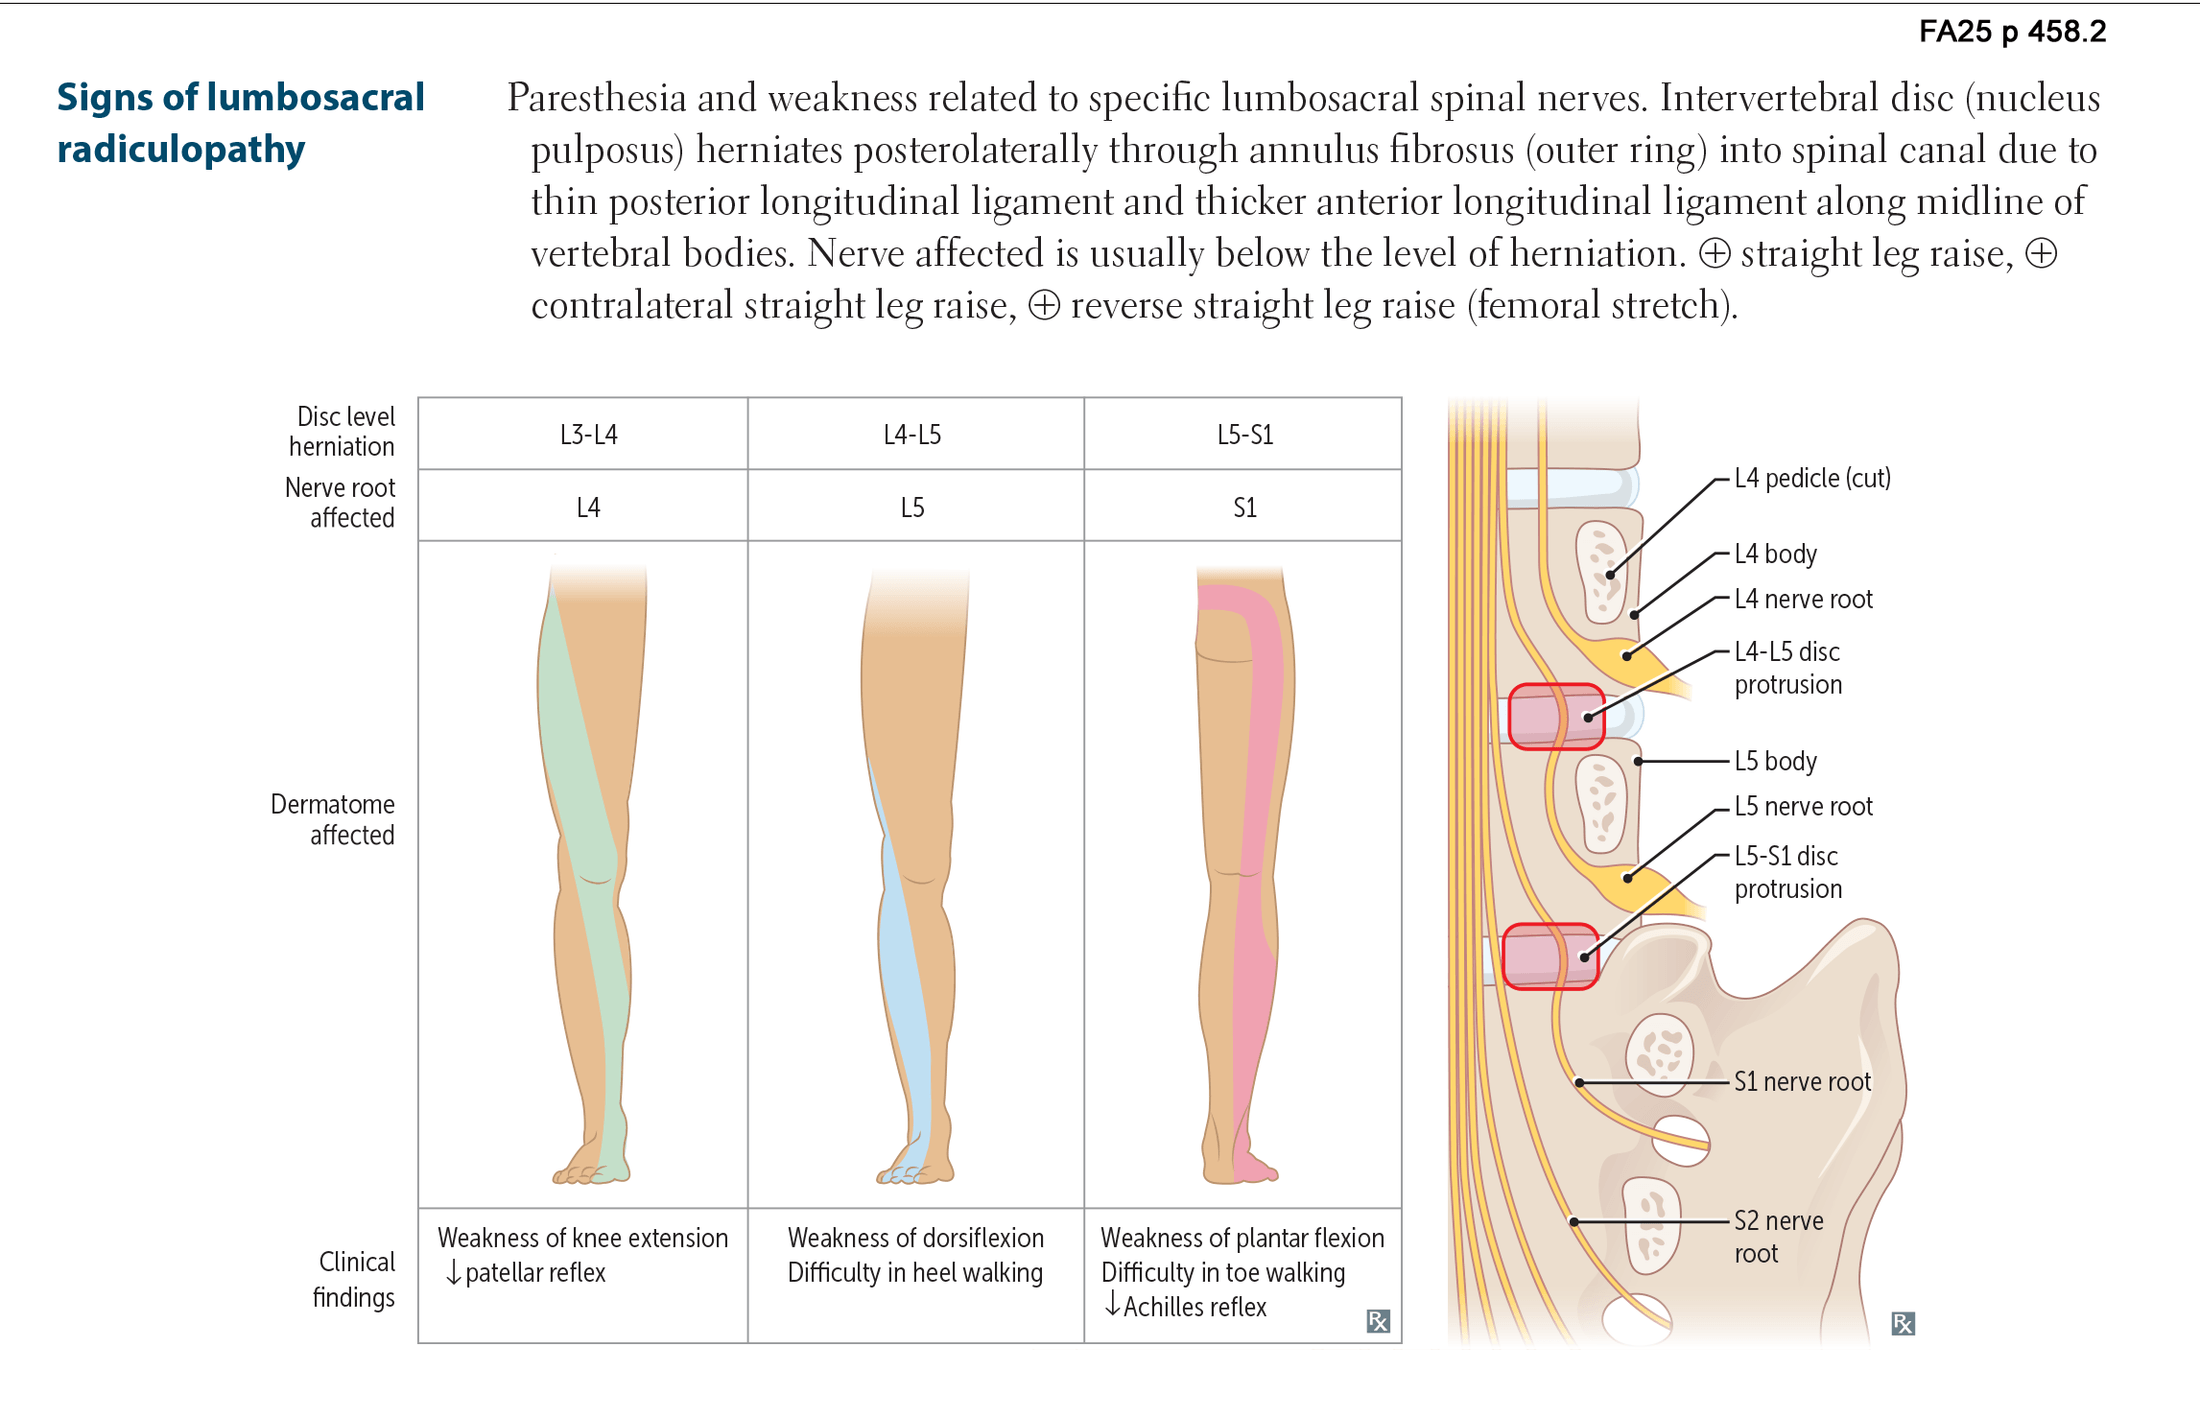 FA25 p 458.2
Signs of lumbosacral
radiculopathy
Paresthesia and weakness related to specific lumbosacral spinal nerves. Intervertebral disc (nucleus
pulposus) herniates posterolaterally through annulus fibrosus (outer ring) into spinal canal due to
thin posterior longitudinal ligament and thicker anterior longitudinal ligament along midline of
vertebral bodies. Nerve affected is usually below the level of herniation. ⊕ straight leg raise, ⊕
contralateral straight leg raise, ⊕ reverse straight leg raise (femoral stretch).
Disc level
herniation
L3-L4
L4-L5
L5-S1
Nerve root
affected
L4
L5
S1
Dermatome
affected
Clinical
findings
Weakness of knee extension
↓ patellar reflex
Weakness of dorsiflexion
Difficulty in heel walking
Weakness of plantar flexion
Difficulty in toe walking
↓ Achilles reflex
Rx
L4 pedicle (cut)
L4 body
L4 nerve root
L4-L5 disc
protrusion
L5 body
L5 nerve root
L5-S1 disc
protrusion
S1 nerve root
S2 nerve
root
Rx